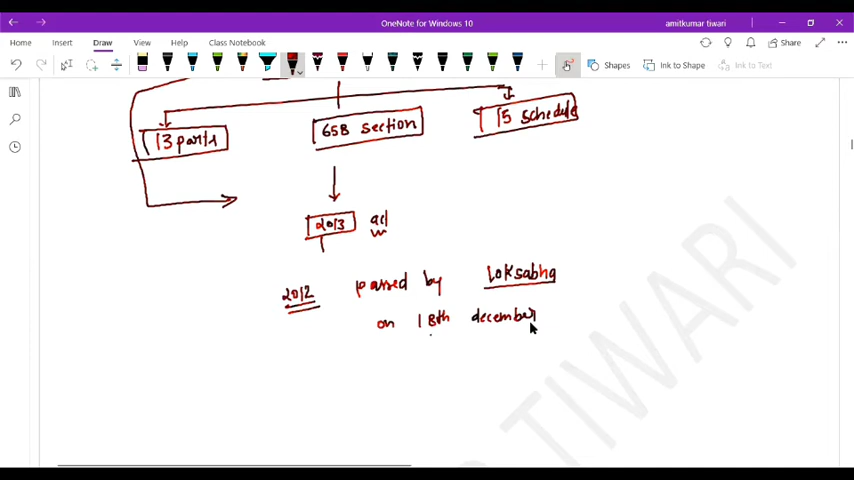 OneNote for Windows 10
amitkumar tiwari
Home Insert Draw View Help Class Notebook
Share
Shapes
Ink to Shape
Ink to Text
13 parts
658 section
15 schedule
2013 act
2012 passed by loksabha
on 18th december
P TIWARI
TIWARI